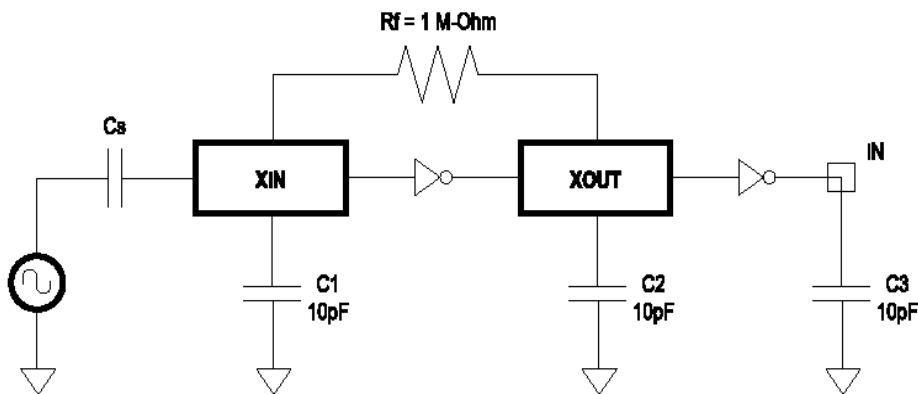 Rf = 1 M-Ohm
Cs
XIN
XOUT
IN
C1
10pF
C2
10pF
C3
10pF